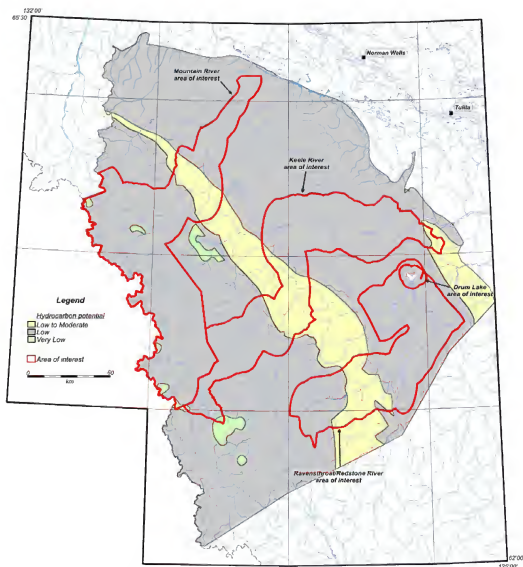 132°00'
65°30'
Norman Wells
Mountain River
area of interest
Tulita
Keele River
area of interest
Drum Lake
area of interest
Legend
Hydrocarbon potential
Low to Moderate
Low
Very Low
Area of interest
0
50
km
Ravensthroat/Redstone River
area of interest
62°00'